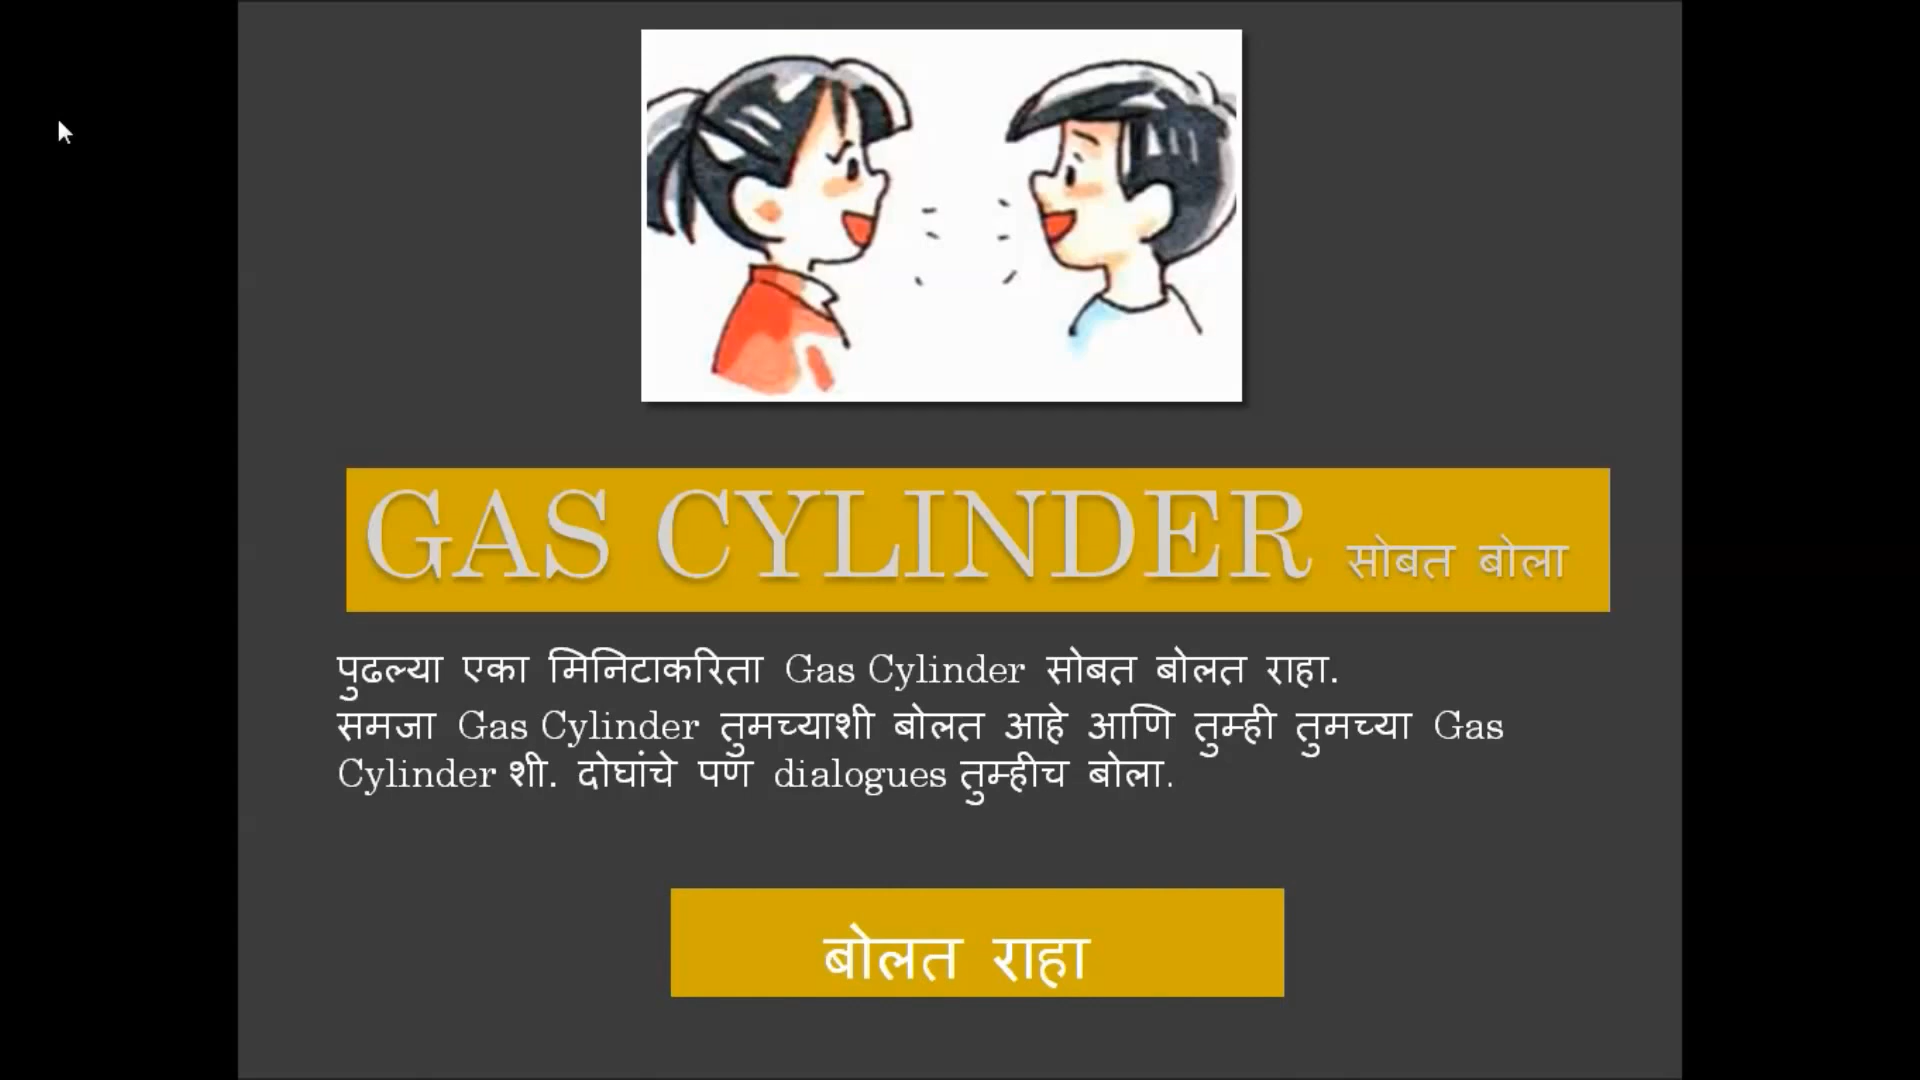 GAS CYLINDER सोबत बोला
पुढल्या एका मिनिटाकरिता Gas Cylinder सोबत बोलत राहा.
समजा Gas Cylinder तुमच्याशी बोलत आहे आणि तुम्ही तुमच्या Gas
Cylinder शी. दोघांचे पण dialogues तुम्हीच बोला.
बोलत राहा